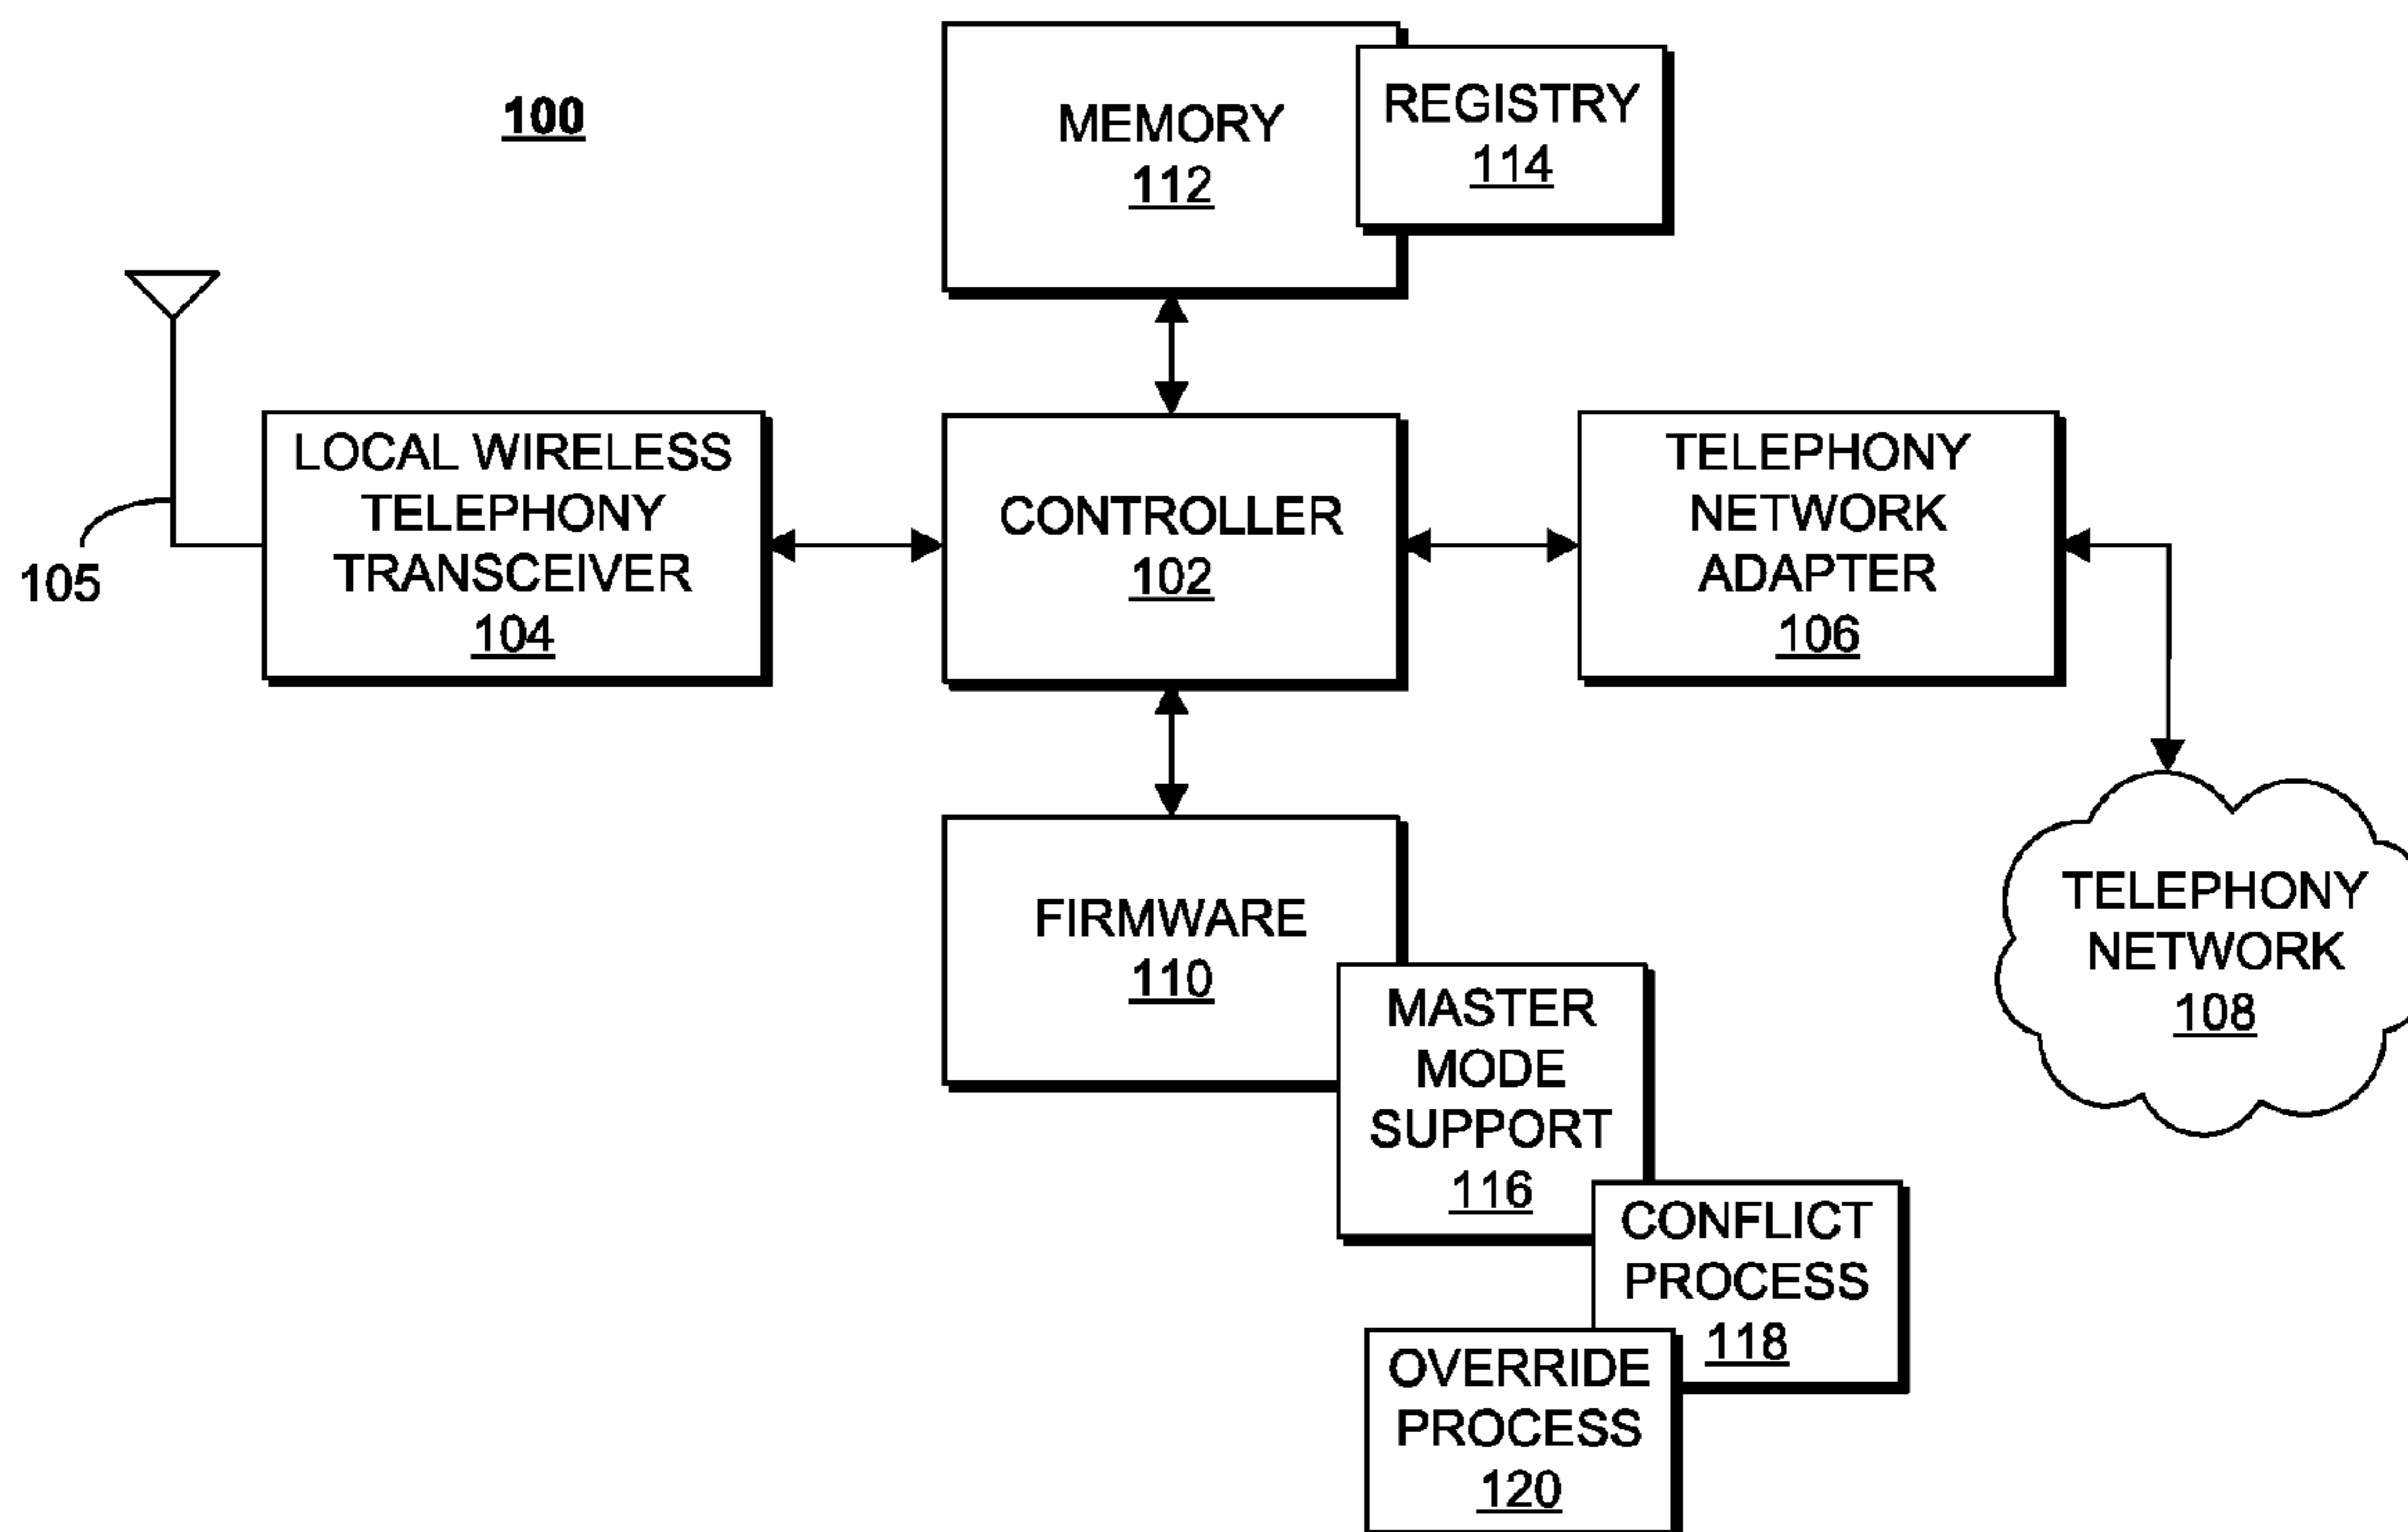 100
MEMORY
112
REGISTRY
114
105
LOCAL WIRELESS
TELEPHONY
TRANSCEIVER
104
CONTROLLER
102
TELEPHONY
NETWORK
ADAPTER
106
TELEPHONY
NETWORK
108
FIRMWARE
110
MASTER
MODE
SUPPORT
116
CONFLICT
PROCESS
118
OVERRIDE
PROCESS
120